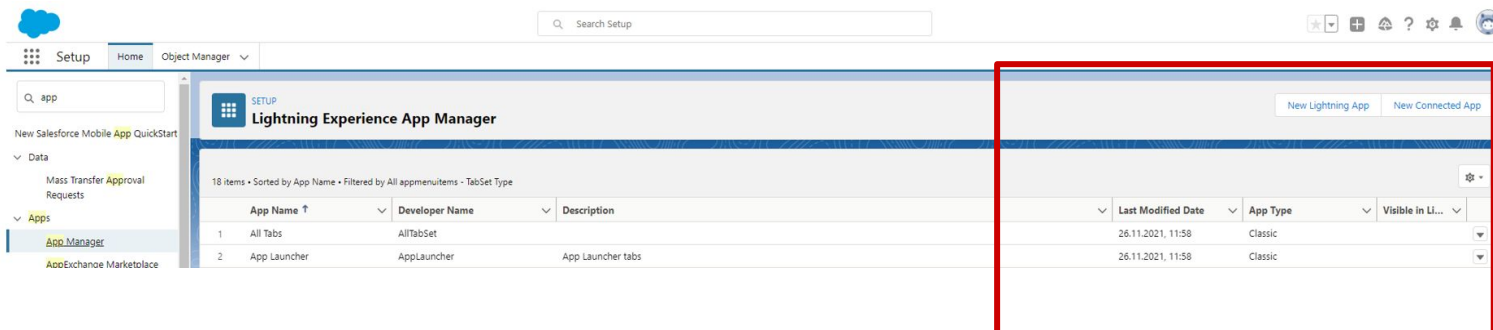 Search Setup
Setup Home Object Manager
app
New Salesforce Mobile App QuickStart
Data
Mass Transfer Approval
Requests
Apps
App Manager
AppExchange Marketplace
SETUP
Lightning Experience App Manager
New Lightning App New Connected App
18 items • Sorted by App Name • Filtered by All appmenuitems - TabSet Type
App Name ↑ Developer Name Description Last Modified Date App Type Visible in Li...
1 All Tabs AllTabSet 26.11.2021, 11:58 Classic
2 App Launcher AppLauncher App Launcher tabs 26.11.2021, 11:58 Classic